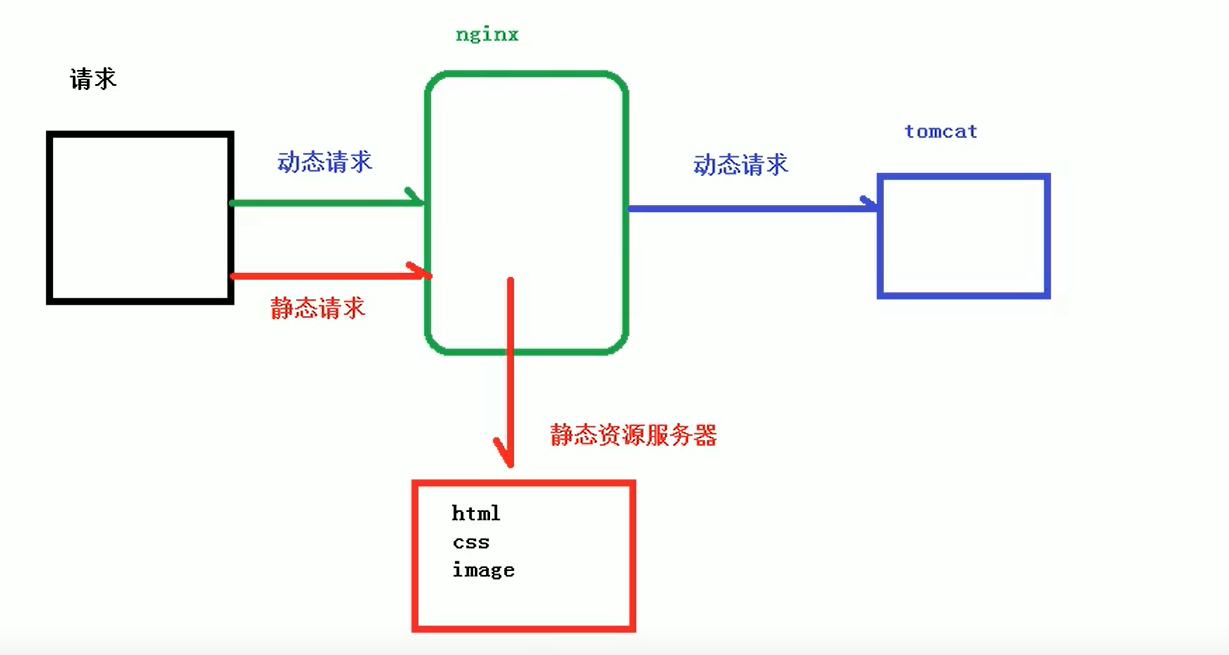 nginx
请求
tomcat
动态请求
动态请求
静态请求
静态资源服务器
html
css
image